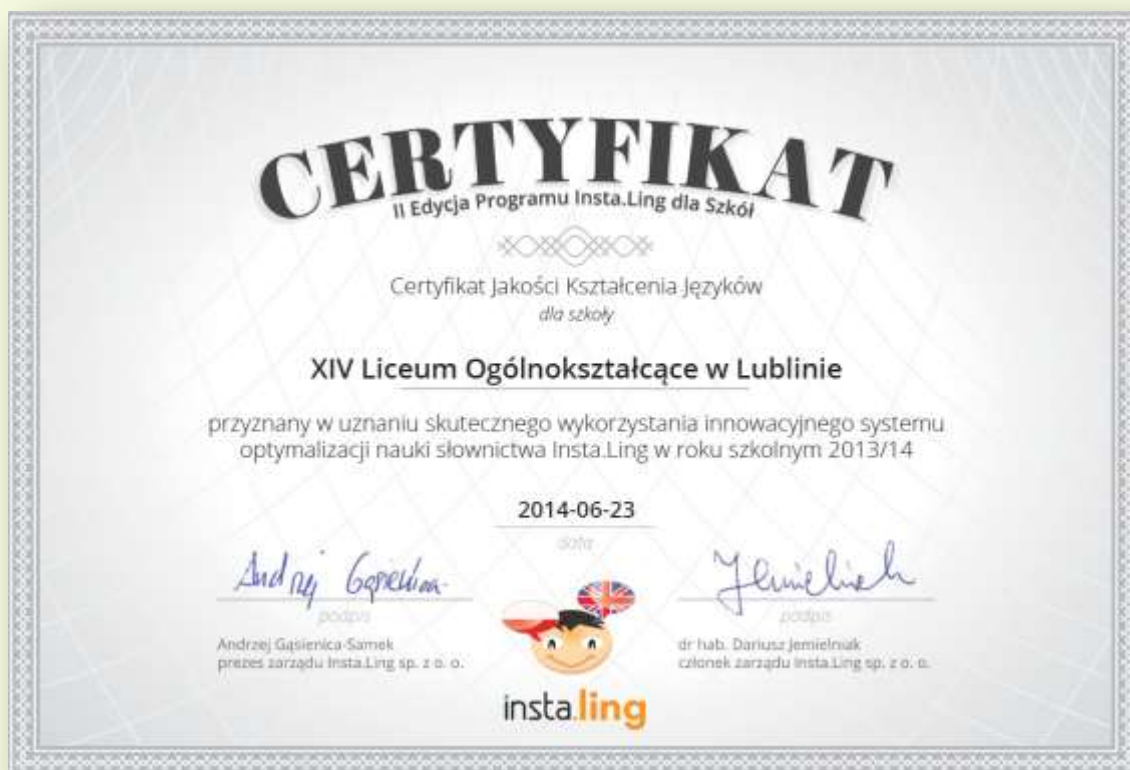 CERTYFIKAT
II Edycja Programu Insta.Ling dla Szkół
Certyfikat Jakości Kształcenia Języków
dla szkoły
XIV Liceum Ogólnokształcące w Lublinie
przyznany w uznaniu skutecznego wykorzystania innowacyjnego systemu
optymalizacji nauki słownictwa Insta.Ling w roku szkolnym 2013/14
2014-06-23
data
Andrzej Gąsienica
Jemielniak
podpis
podpis
Andrzej Gąsienica-Samek
prezes zarządu Insta.Ling sp. z o. o.
dr hab. Dariusz Jemielniak
członek zarządu Insta.Ling sp. z o. o.
insta.ling